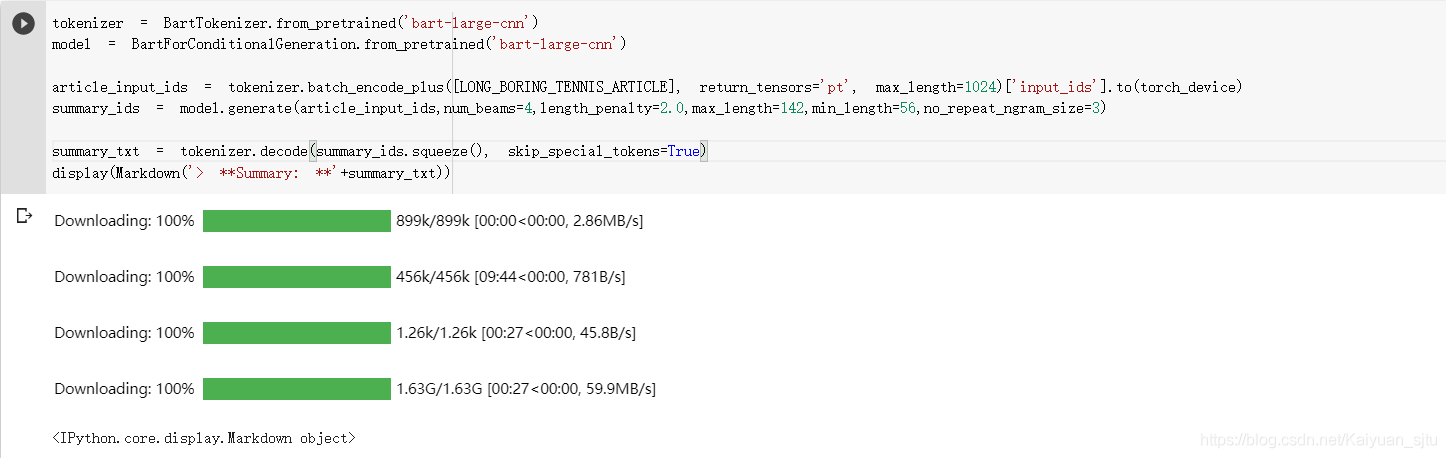 tokenizer = BartTokenizer.from_pretrained('bart-large-cnn')
model = BartForConditionalGeneration.from_pretrained('bart-large-cnn')
article_input_ids = tokenizer.batch_encode_plus([LONG_BORING_TENNIS_ARTICLE], return_tensors='pt', max_length=1024)['input_ids'].to(torch_device)
summary_ids = model.generate(article_input_ids,num_beams=4,length_penalty=2.0,max_length=142,min_length=56,no_repeat_ngram_size=3)
summary_txt = tokenizer.decode(summary_ids.squeeze(), skip_special_tokens=True)
display(Markdown('> **Summary: **'+summary_txt))
Downloading: 100% 899k/899k [00:00<00:00, 2.86MB/s]
Downloading: 100% 456k/456k [09:44<00:00, 781B/s]
Downloading: 100% 1.26k/1.26k [00:27<00:00, 45.8B/s]
Downloading: 100% 1.63G/1.63G [00:27<00:00, 59.9MB/s]
<IPython.core.display.Markdown object>
https://blog.csdn.net/Kaiyuan_sjtu